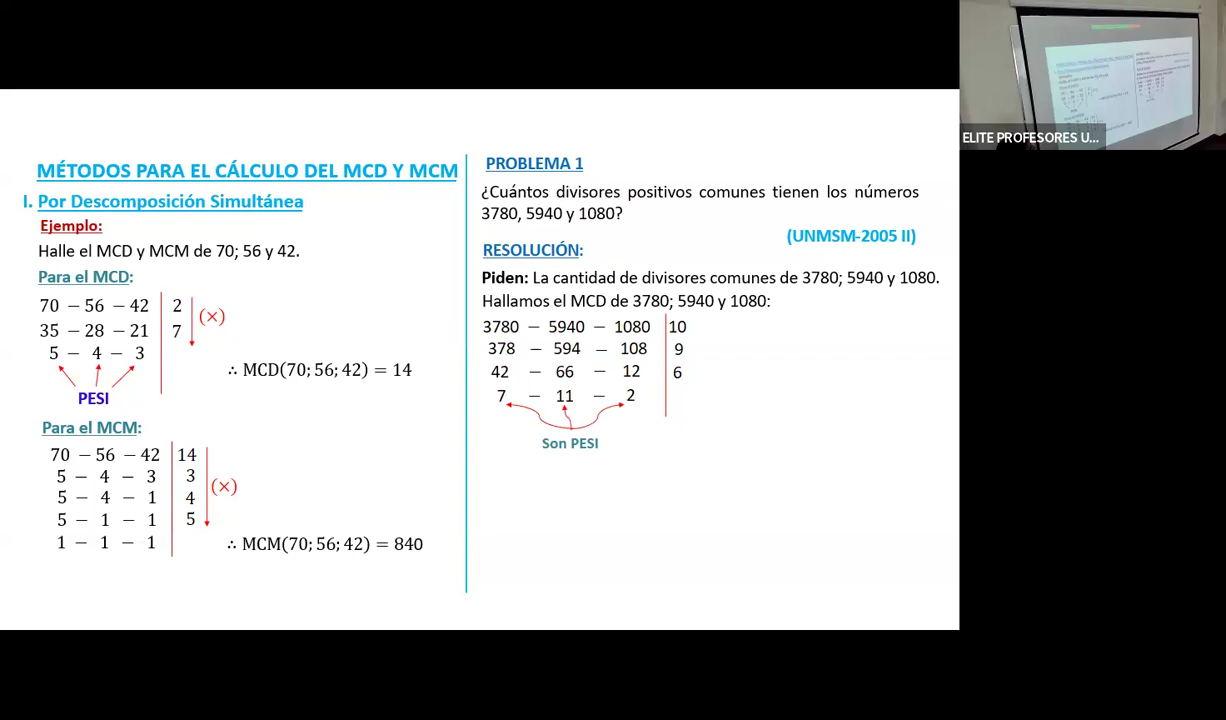 MÉTODOS PARA EL CÁLCULO DEL MCD Y MCM
I. Por Descomposición Simultánea
Ejemplo:
Halle el MCD y MCM de 70; 56 y 42.
Para el MCD:
70 − 56 − 42 | 2
35 − 28 − 21 | 7 (×)
5 − 4 − 3
∴ MCD(70; 56; 42) = 14
PESI
Para el MCM:
70 − 56 − 42 | 14
5 − 4 − 3 | 3
5 − 4 − 1 | 4 (×)
5 − 1 − 1 | 5
1 − 1 − 1
∴ MCM(70; 56; 42) = 840
PROBLEMA 1
¿Cuántos divisores positivos comunes tienen los números
3780, 5940 y 1080?
(UNMSM-2005 II)
RESOLUCIÓN:
Piden: La cantidad de divisores comunes de 3780; 5940 y 1080.
Hallamos el MCD de 3780; 5940 y 1080:
3780 − 5940 − 1080 | 10
378 − 594 − 108 | 9
42 − 66 − 12 | 6
7 − 11 − 2
Son PESI
ELITE PROFESORES U...